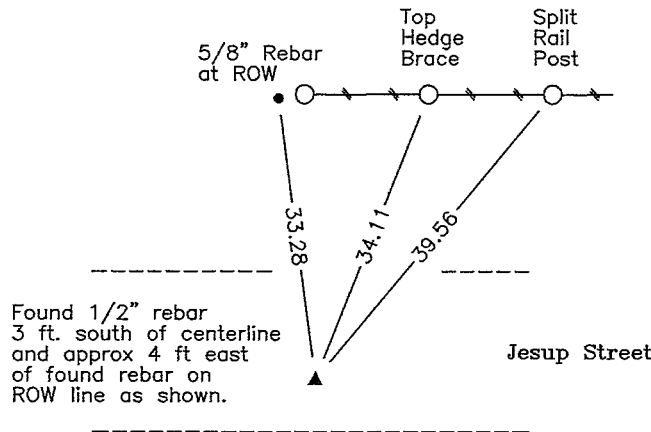 5/8" Rebar
at ROW
Top
Hedge
Brace
Split
Rail
Post
33.28
34.11
39.56
Found 1/2" rebar
3 ft. south of centerline
and approx 4 ft east
of found rebar on
ROW line as shown.
Jesup Street